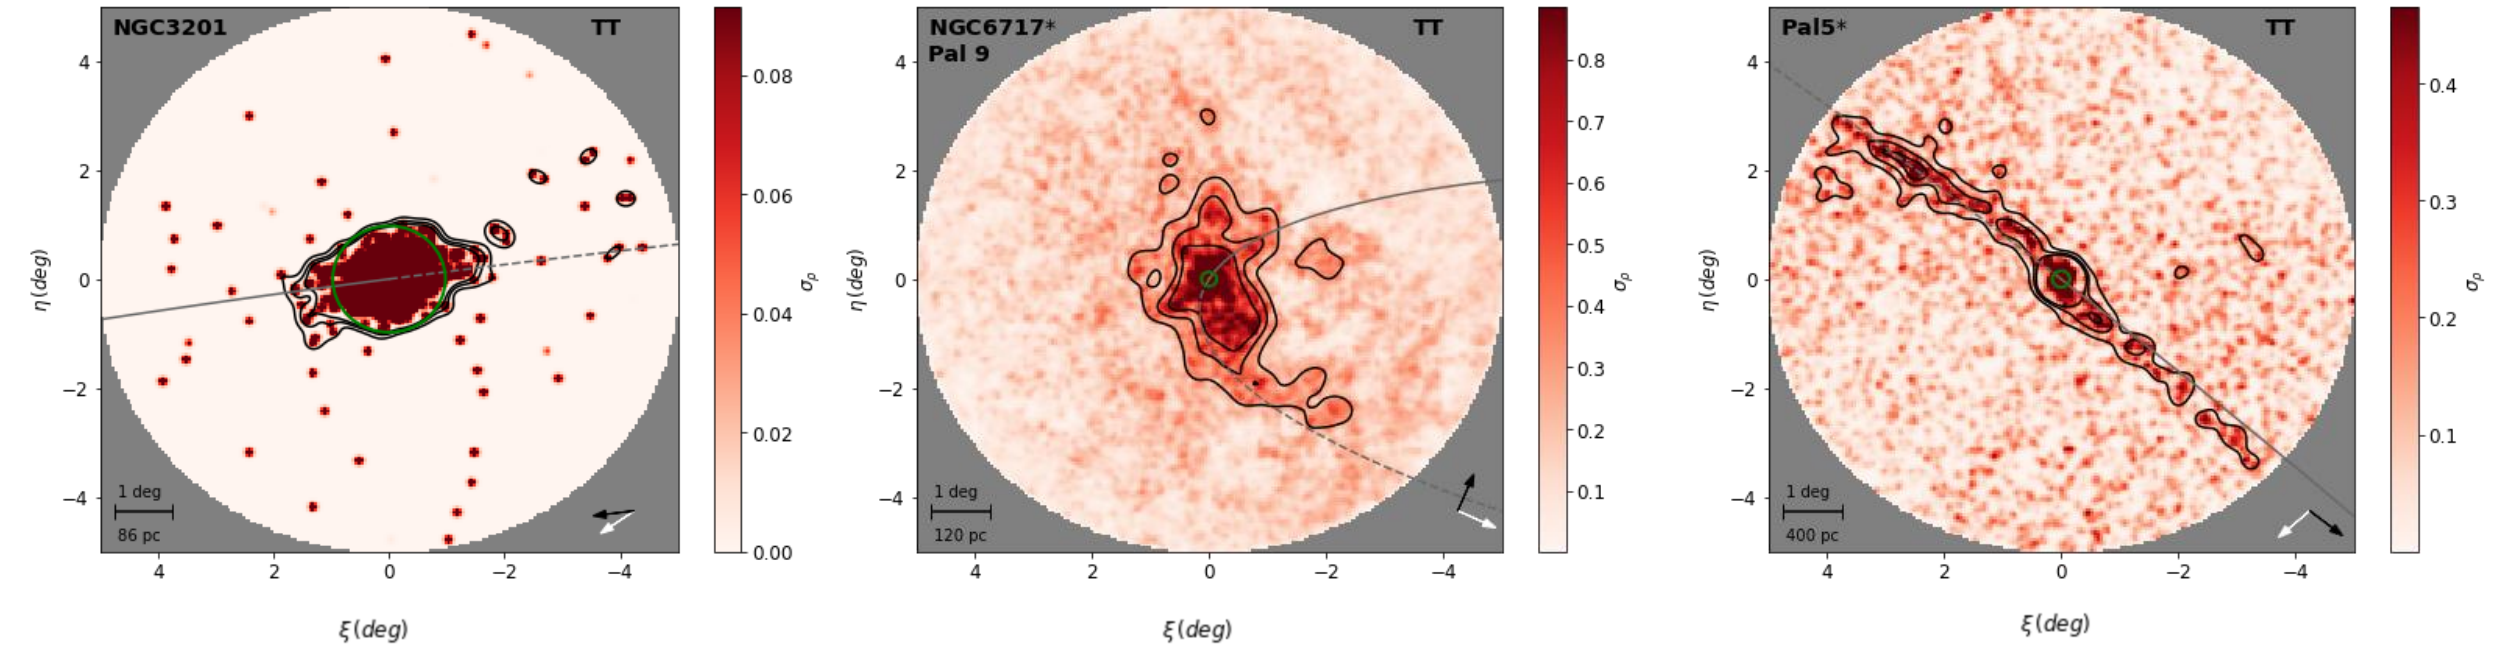 NGC3201 TT
4
2
0
−2
−4
η (deg)
1 deg
86 pc
4 2 0 −2 −4
ξ (deg)
0.08
0.06
0.04
0.02
0.00
σρ
NGC6717* TT
Pal 9
4
2
0
−2
−4
η (deg)
1 deg
120 pc
4 2 0 −2 −4
ξ (deg)
0.8
0.7
0.6
0.5
0.4
0.3
0.2
0.1
σρ
Pal5* TT
4
2
0
−2
−4
η (deg)
1 deg
400 pc
4 2 0 −2 −4
ξ (deg)
0.4
0.3
0.2
0.1
σρ